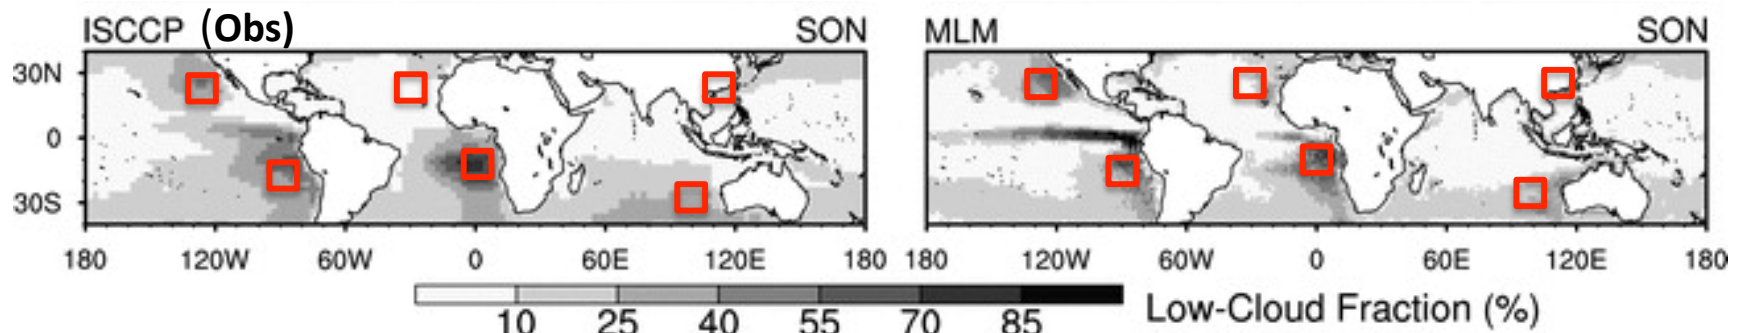 ISCCP (Obs) SON MLM SON
30N
0
30S
180 120W 60W 0 60E 120E 180 120W 60W 0 60E 120E 180
10 25 40 55 70 85 Low-Cloud Fraction (%)